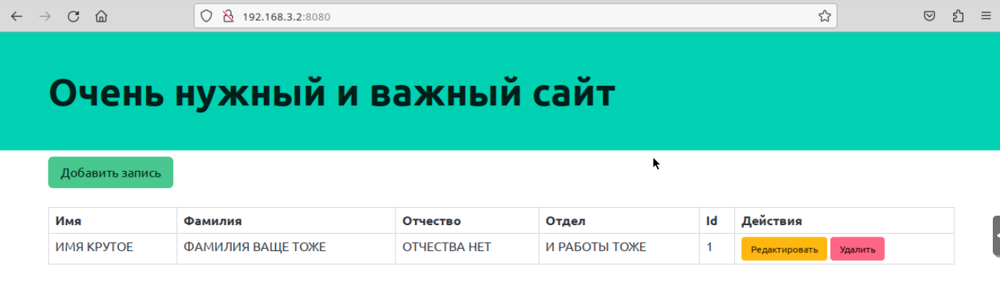 192.168.3.2:8080
Очень нужный и важный сайт
Добавить запись
Имя Фамилия Отчество Отдел Id Действия
ИМЯ КРУТОЕ ФАМИЛИЯ ВАЩЕ ТОЖЕ ОТЧЕСТВА НЕТ И РАБОТЫ ТОЖЕ 1 Редактировать Удалить